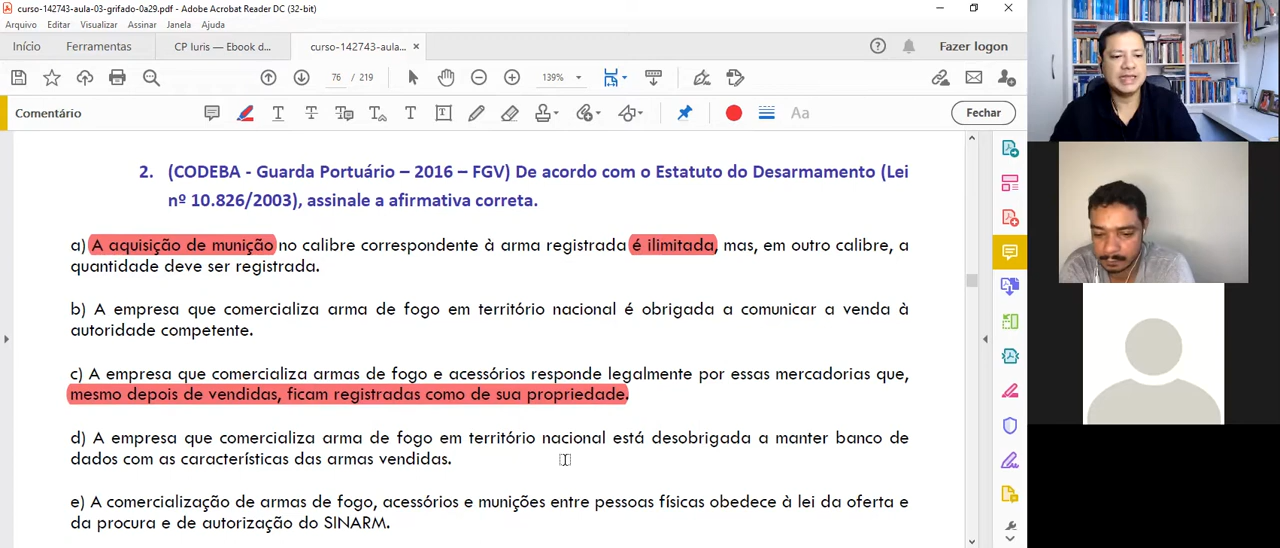 curso-142743-aula-03-grifado-0a29.pdf - Adobe Acrobat Reader DC (32-bit)
Arquivo Editar Visualizar Assinar Janela Ajuda
Início Ferramentas CP Iuris — Ebook d... curso-142743-aula... × Fazer logon
76 / 219 139%
Comentário Aa Fechar
2. (CODEBA - Guarda Portuário – 2016 – FGV) De acordo com o Estatuto do Desarmamento (Lei
nº 10.826/2003), assinale a afirmativa correta.
a) A aquisição de munição no calibre correspondente à arma registrada é ilimitada, mas, em outro calibre, a
quantidade deve ser registrada.
b) A empresa que comercializa arma de fogo em território nacional é obrigada a comunicar a venda à
autoridade competente.
c) A empresa que comercializa armas de fogo e acessórios responde legalmente por essas mercadorias que,
mesmo depois de vendidas, ficam registradas como de sua propriedade.
d) A empresa que comercializa arma de fogo em território nacional está desobrigada a manter banco de
dados com as características das armas vendidas.
e) A comercialização de armas de fogo, acessórios e munições entre pessoas físicas obedece à lei da oferta e
da procura e de autorização do SINARM.